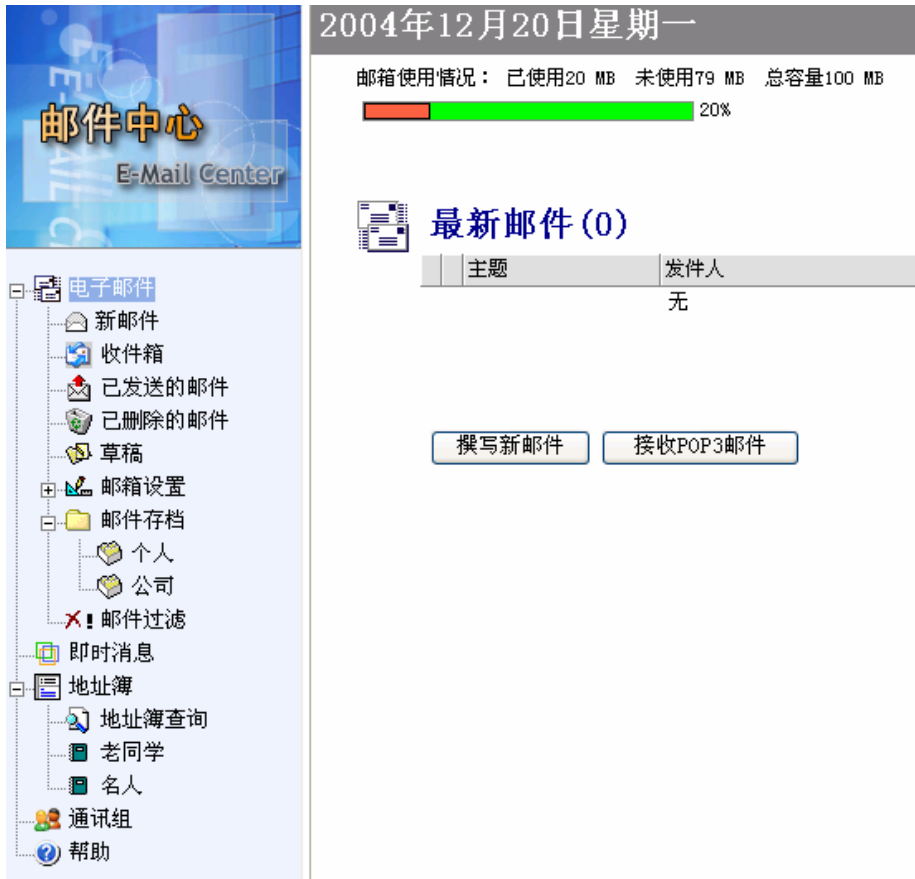 邮件中心
E-Mail Center
电子邮件
新邮件
收件箱
已发送的邮件
已删除的邮件
草稿
邮箱设置
邮件存档
个人
公司
邮件过滤
即时消息
地址簿
地址簿查询
老同学
名人
通讯组
帮助
2004年12月20日星期一
邮箱使用情况： 已使用20 MB 未使用79 MB 总容量100 MB
20%
最新邮件(0)
主题 发件人
无
撰写新邮件 接收POP3邮件